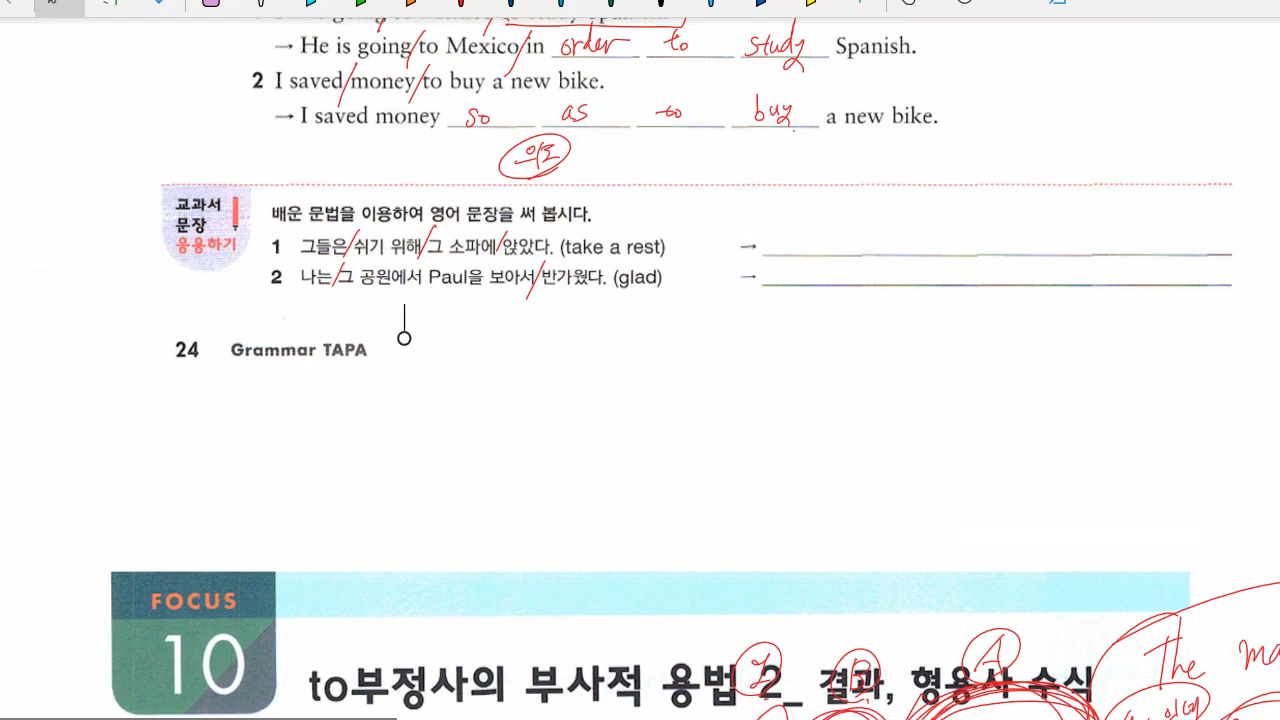 → He is going to Mexico in order to study Spanish.
2 I saved money to buy a new bike.
→ I saved money so as to buy a new bike.
의도
교과서
문장
응용하기
배운 문법을 이용하여 영어 문장을 써 봅시다.
1 그들은 쉬기 위해 그 소파에 앉았다. (take a rest) →
2 나는 그 공원에서 Paul을 보아서 반가웠다. (glad) →
24 Grammar TAPA
FOCUS
10
The ma
B A
to부정사의 부사적 용법 2_ 결과, 형용사 수식